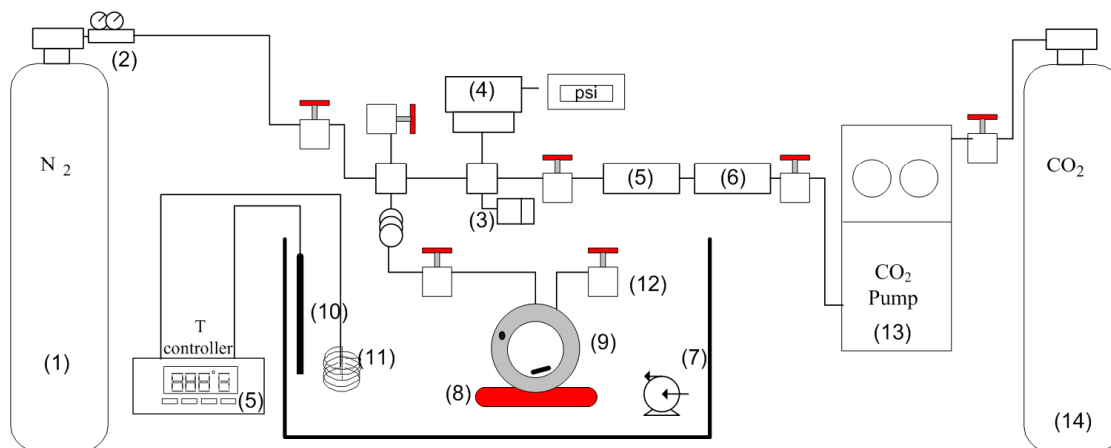 (2)
(4)
psi
N 2
CO2
(5)
(6)
(3)
(12)
CO2
Pump
(13)
(10)
T
controller
(9)
(11)
(7)
(1)
(8)
(5)
(14)